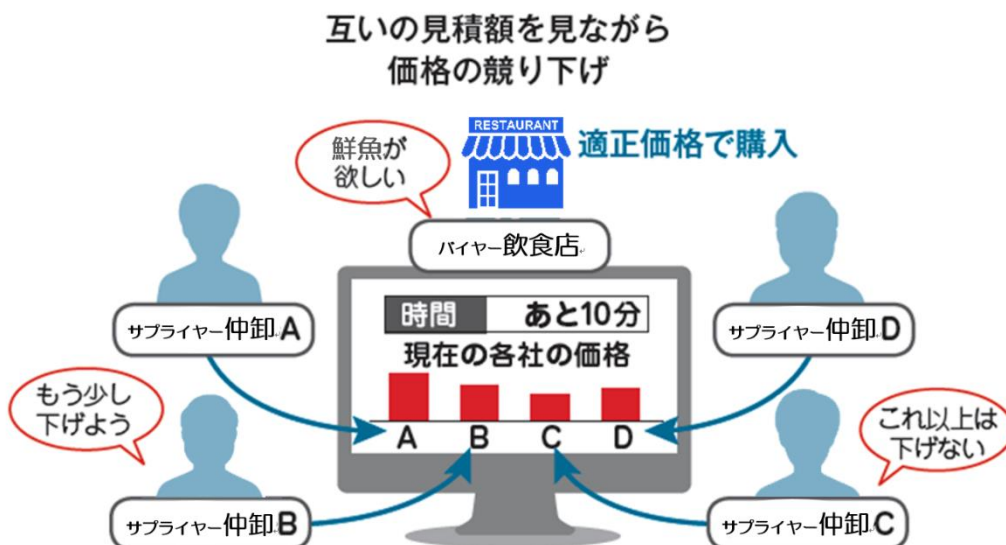 互いの見積額を見ながら
価格の競り下げ
RESTAURANT
適正価格で購入
鮮魚が
欲しい
バイヤー飲食店
サプライヤー仲卸A
サプライヤー仲卸D
時間 あと10分
現在の各社の価格
A B C D
もう少し
下げよう
これ以上は
下げない
サプライヤー仲卸B
サプライヤー仲卸C